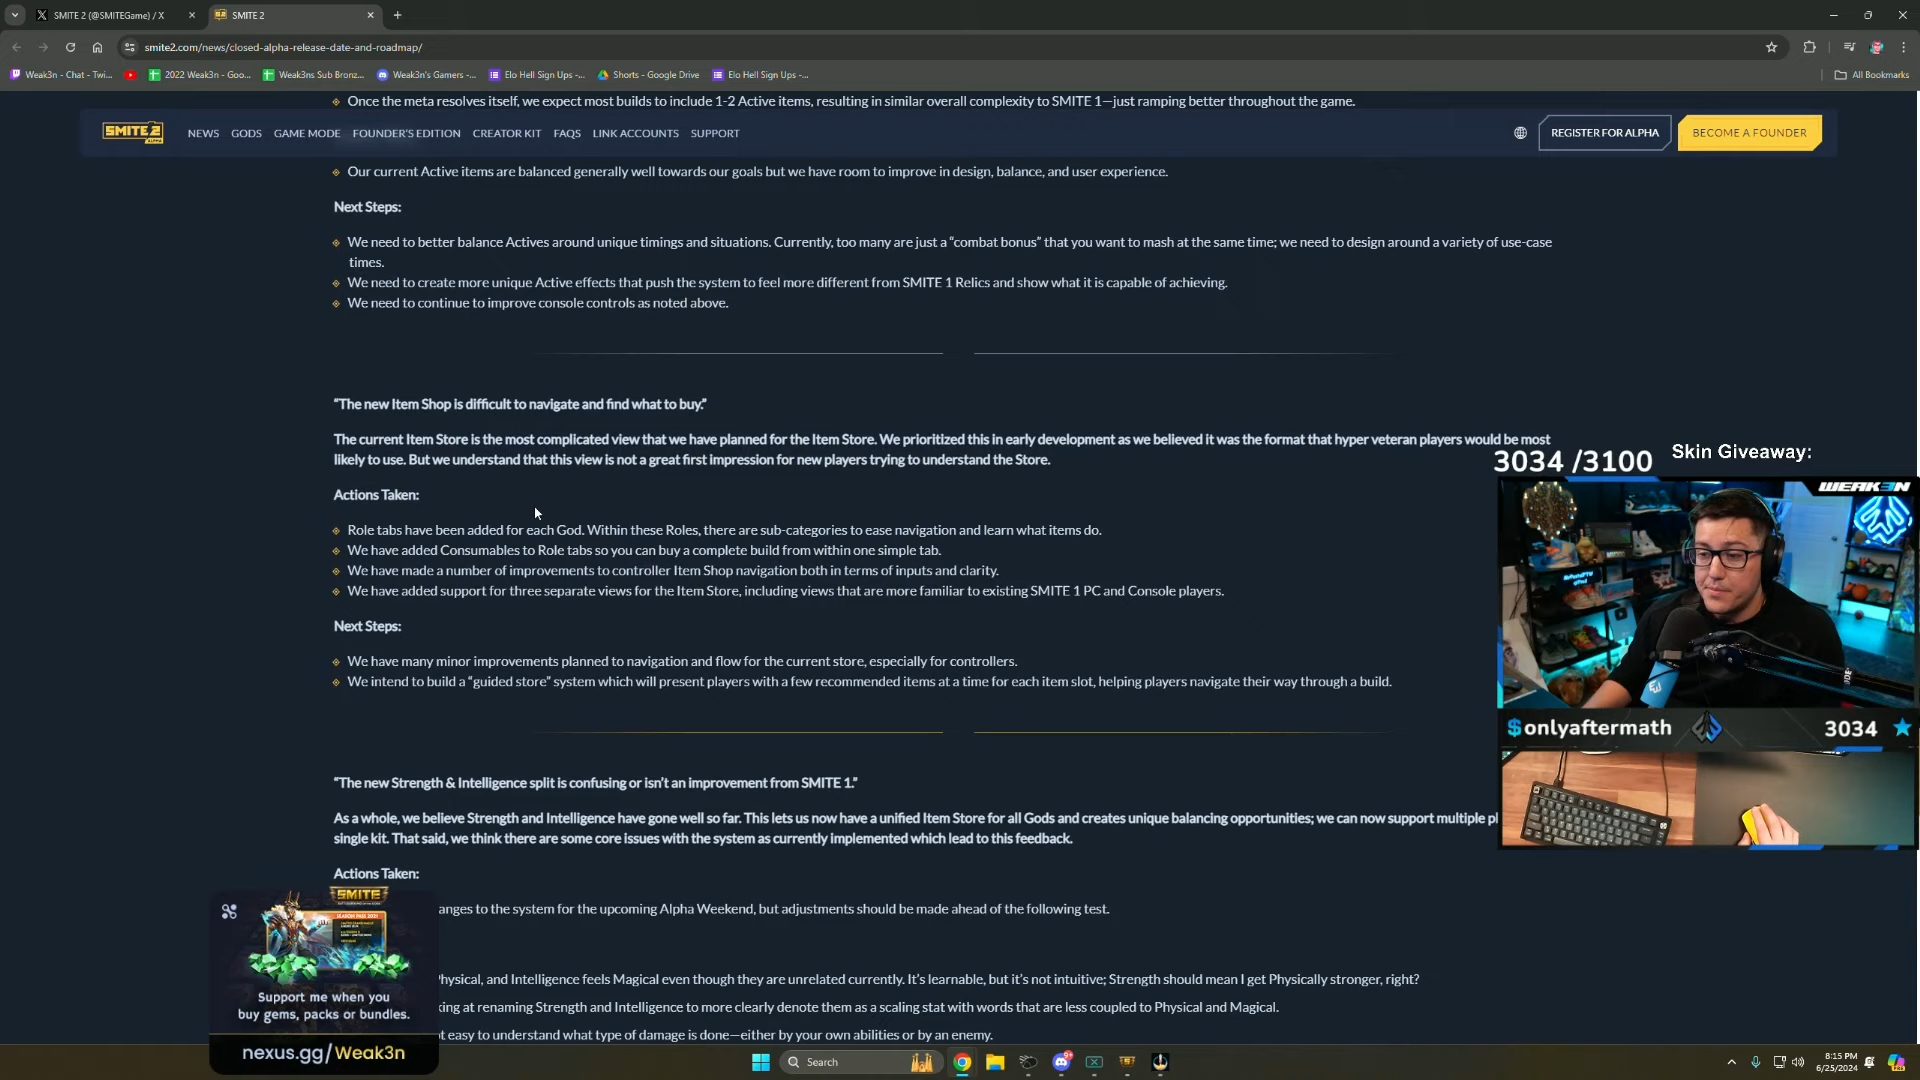 SMITE 2 (@SMITEGame) / X
SMITE 2
smite2.com/news/closed-alpha-release-date-and-roadmap/
Weak3n - Chat - Twi...
2022 Weak3n - Goo...
Weak3ns Sub Bronz...
Weak3n's Gamers -...
Elo Hell Sign Ups -...
Shorts - Google Drive
Elo Hell Sign Ups -...
All Bookmarks
Once the meta resolves itself, we expect most builds to include 1-2 Active items, resulting in similar overall complexity to SMITE 1—just ramping better throughout the game.
SMITE 2
ALPHA
NEWS
GODS
GAME MODE
FOUNDER'S EDITION
CREATOR KIT
FAQS
LINK ACCOUNTS
SUPPORT
REGISTER FOR ALPHA
BECOME A FOUNDER
Our current Active items are balanced generally well towards our goals but we have room to improve in design, balance, and user experience.
Next Steps:
We need to better balance Actives around unique timings and situations. Currently, too many are just a “combat bonus” that you want to mash at the same time; we need to design around a variety of use-case
times.
We need to create more unique Active effects that push the system to feel more different from SMITE 1 Relics and show what it is capable of achieving.
We need to continue to improve console controls as noted above.
“The new Item Shop is difficult to navigate and find what to buy.”
The current Item Store is the most complicated view that we have planned for the Item Store. We prioritized this in early development as we believed it was the format that hyper veteran players would be most
likely to use. But we understand that this view is not a great first impression for new players trying to understand the Store.
Actions Taken:
Role tabs have been added for each God. Within these Roles, there are sub-categories to ease navigation and learn what items do.
We have added Consumables to Role tabs so you can buy a complete build from within one simple tab.
We have made a number of improvements to controller Item Shop navigation both in terms of inputs and clarity.
We have added support for three separate views for the Item Store, including views that are more familiar to existing SMITE 1 PC and Console players.
Next Steps:
We have many minor improvements planned to navigation and flow for the current store, especially for controllers.
We intend to build a “guided store” system which will present players with a few recommended items at a time for each item slot, helping players navigate their way through a build.
“The new Strength & Intelligence split is confusing or isn’t an improvement from SMITE 1.”
As a whole, we believe Strength and Intelligence have gone well so far. This lets us now have a unified Item Store for all Gods and creates unique balancing opportunities; we can now support multiple pl
single kit. That said, we think there are some core issues with the system as currently implemented which lead to this feedback.
Actions Taken:
anges to the system for the upcoming Alpha Weekend, but adjustments should be made ahead of the following test.
Physical, and Intelligence feels Magical even though they are unrelated currently. It’s learnable, but it’s not intuitive; Strength should mean I get Physically stronger, right?
king at renaming Strength and Intelligence to more clearly denote them as a scaling stat with words that are less coupled to Physical and Magical.
t easy to understand what type of damage is done—either by your own abilities or by an enemy.
3034 /3100
Skin Giveaway:
WEAK3N
$onlyaftermath
3034
SMITE
Support me when you
buy gems, packs or bundles.
nexus.gg/Weak3n
Search
8:15 PM
6/25/2024